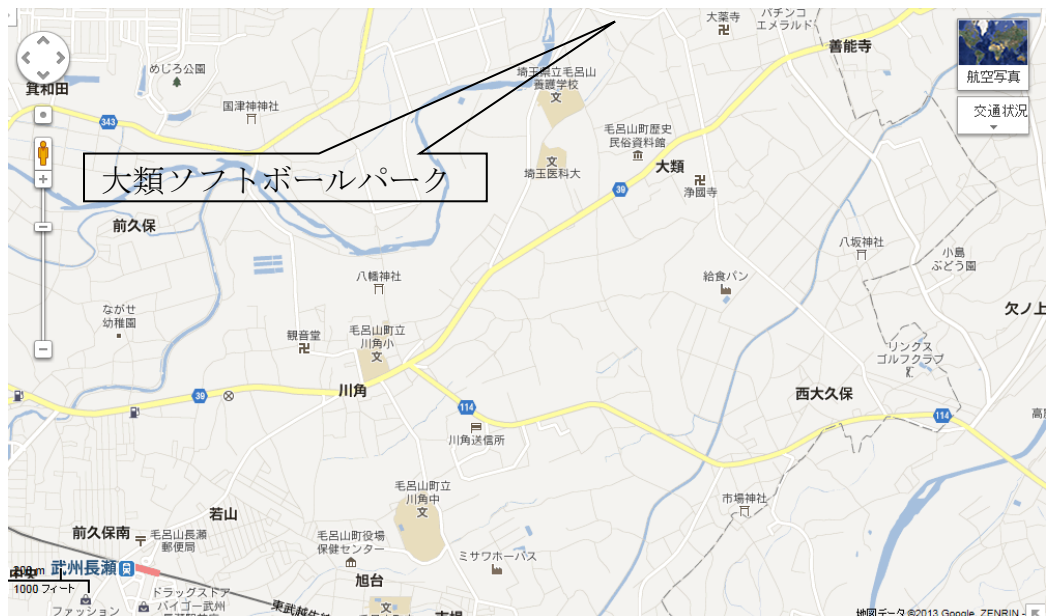 大薬寺
パチンコ
エメラルド
善能寺
航空写真
交通状況
めじろ公園
箕和田
国津神神社
343
埼玉県立毛呂山
養護学校
文
毛呂山町歴史
民俗資料館
大類
浄國寺
39
文
埼玉医科大
大類ソフトボールパーク
前久保
八坂神社
小島
ぶどう園
八幡神社
給食パン
ながせ
幼稚園
欠ノ上
観音堂
毛呂山町立
川角小
文
リンクス
ゴルフクラブ
川角
39
西大久保
114
114
川角送信所
毛呂山町立
川角中
文
市場神社
若山
前久保南
毛呂山長瀬
郵便局
毛呂山町役場
保健センター
ミサワホーバス
武州長瀬
旭台
200 m
1000 フィート
中央
ドラッグストア
バイゴー武州
ファッション
東武越生
文
市場
地図データ ©2013 Google, ZENRIN -